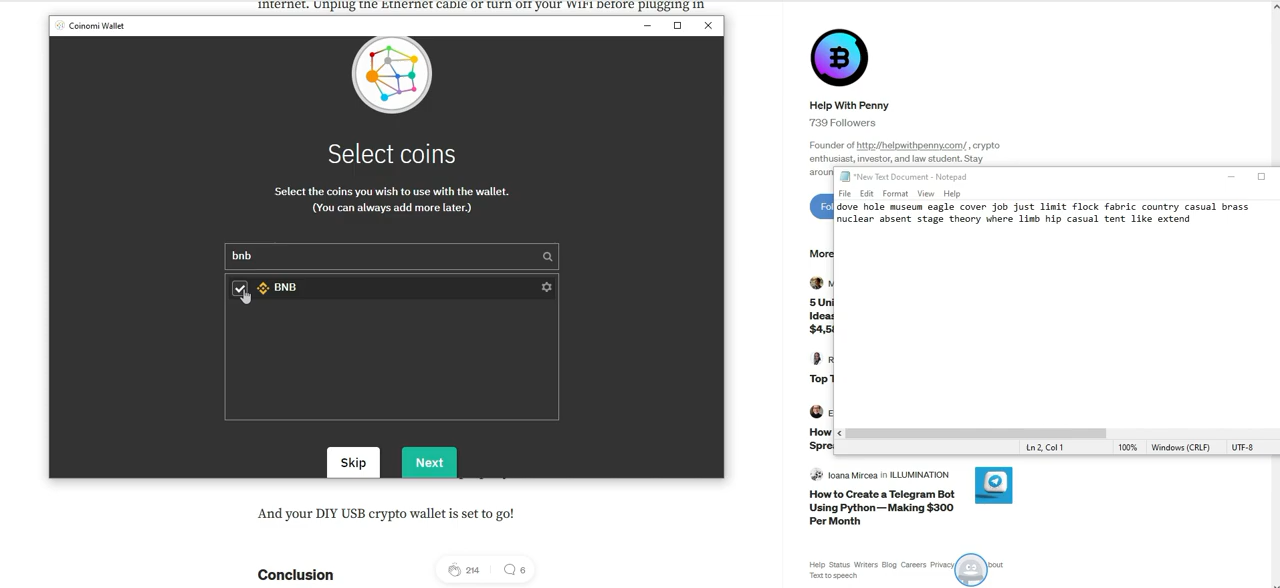 internet. Unplug the Ethernet cable or turn off your WiFi before plugging in
Coinomi Wallet
Select coins
Select the coins you wish to use with the wallet.
(You can always add more later.)
bnb
BNB
Skip
Next
And your DIY USB crypto wallet is set to go!
Conclusion
214
6
Help With Penny
739 Followers
Founder of http://helpwithpenny.com/ , crypto
enthusiast, investor, and law student. Stay
*New Text Document - Notepad
File Edit Format View Help
dove hole museum eagle cover job just limit flock fabric country casual brass
nuclear absent stage theory where limb hip casual tent like extend
Ln 2, Col 1
100%
Windows (CRLF)
UTF-8
More
5 Uni
Ideas
$4,58
Top T
How
Sprea
Ioana Mircea in ILLUMINATION
How to Create a Telegram Bot
Using Python—Making $300
Per Month
Help Status Writers Blog Careers Privacy
Text to speech